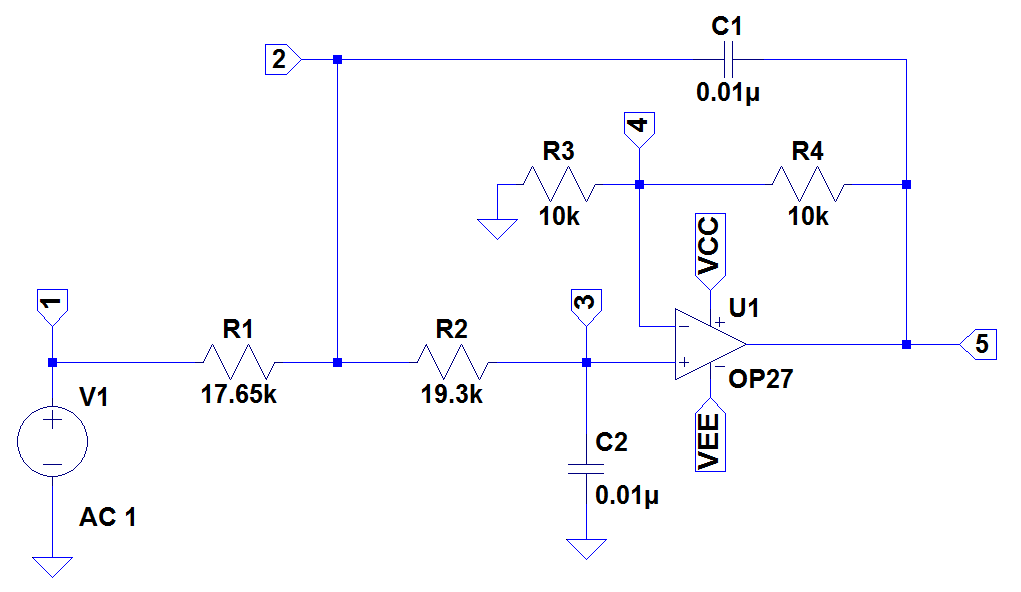 C1
2
0.01µ
4
R3
R4
10k
10k
VCC
1
3
U1
R1
R2
+
−
+
5
17.65k
19.3k
−
OP27
V1
+
−
VEE
C2
0.01µ
AC 1